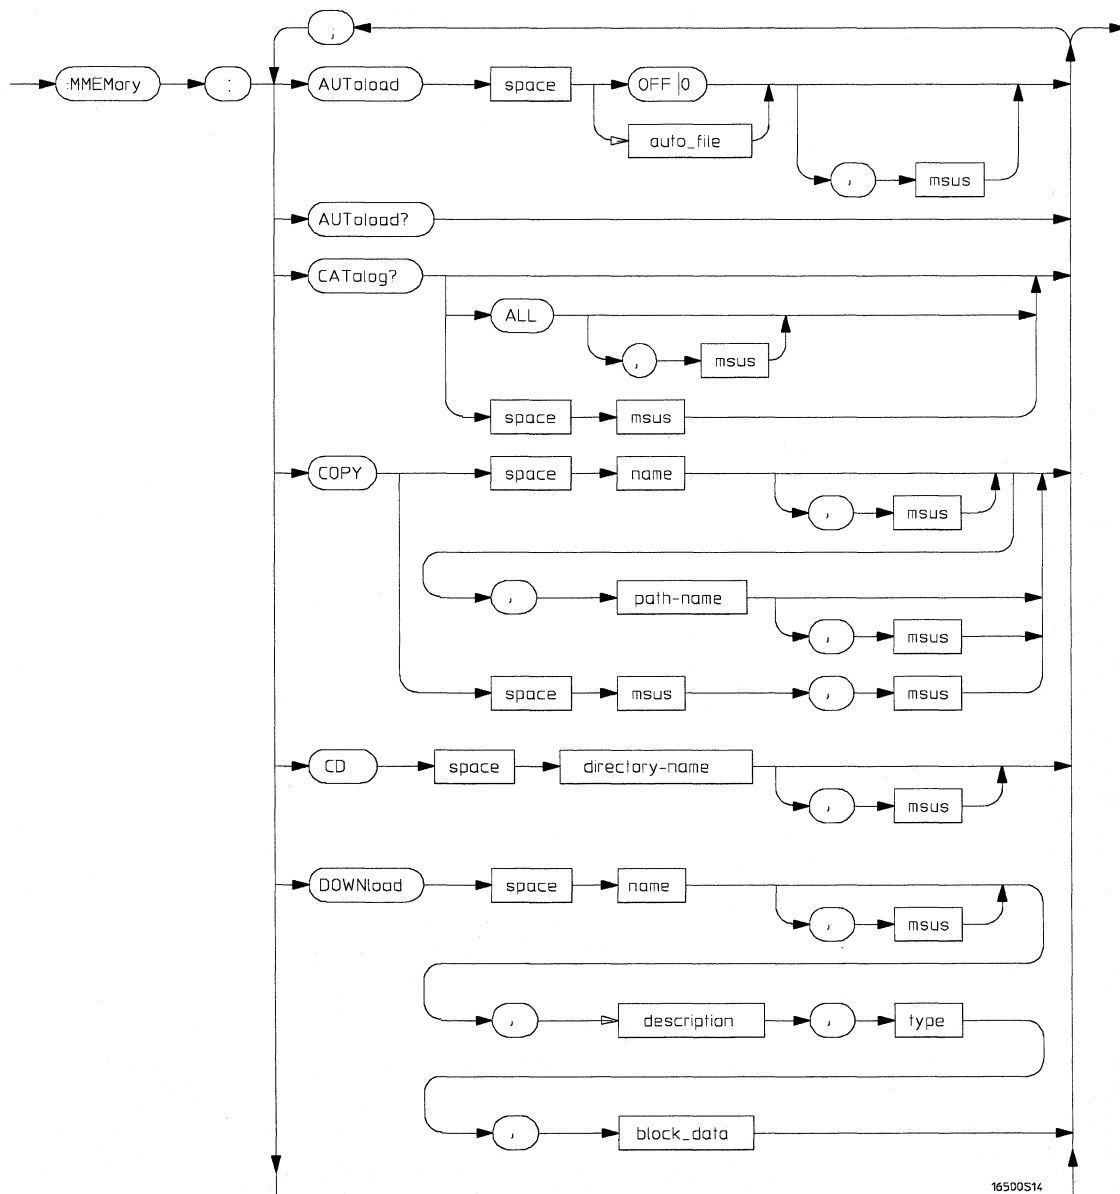 ;
:MMEMory : AUToload space OFF|0
auto_file
, msus
AUToload?
CATalog?
ALL
, msus
space msus
COPY space name
, msus
, path-name
, msus
space msus , msus
CD space directory-name
, msus
DOWNload space name
, msus
, description , type
, block_data
16500S14